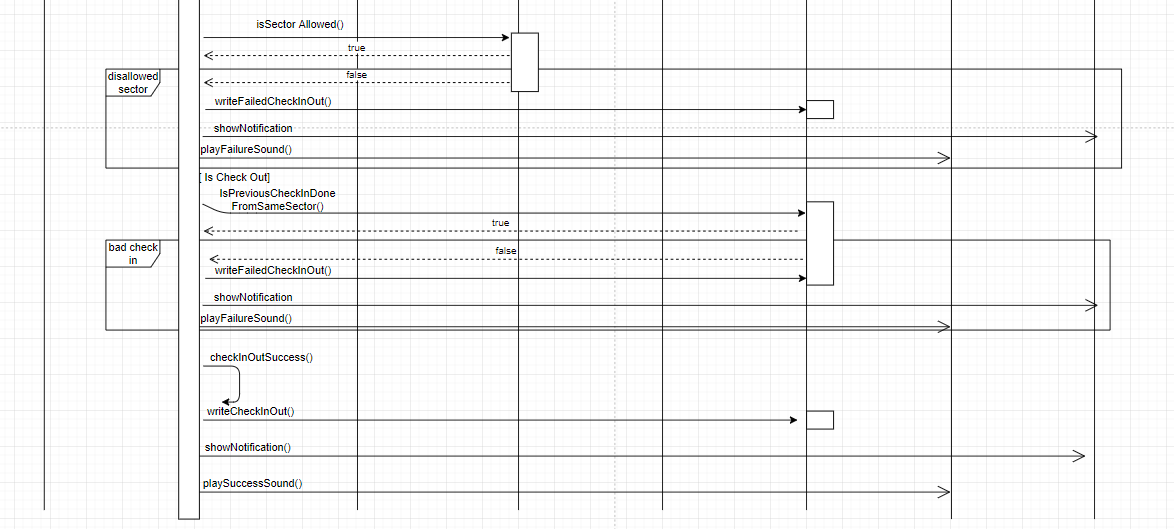 isSector Allowed()
true
disallowed
sector
false
writeFailedCheckInOut()
showNotification
playFailureSound()
[ Is Check Out]
IsPreviousCheckInDone
FromSameSector()
true
bad check
in
false
writeFailedCheckInOut()
showNotification
playFailureSound()
checkInOutSuccess()
writeCheckInOut()
showNotification()
playSuccessSound()